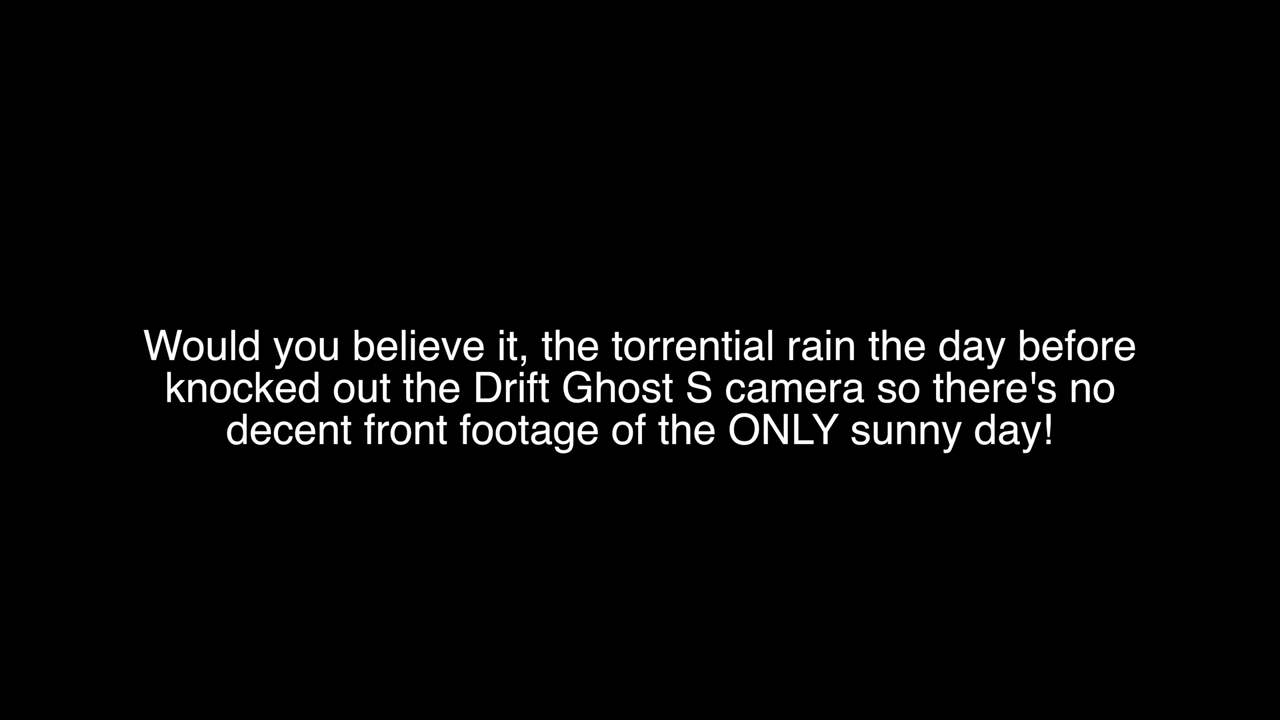 Would you believe it, the torrential rain the day before
knocked out the Drift Ghost S camera so there's no
decent front footage of the ONLY sunny day!